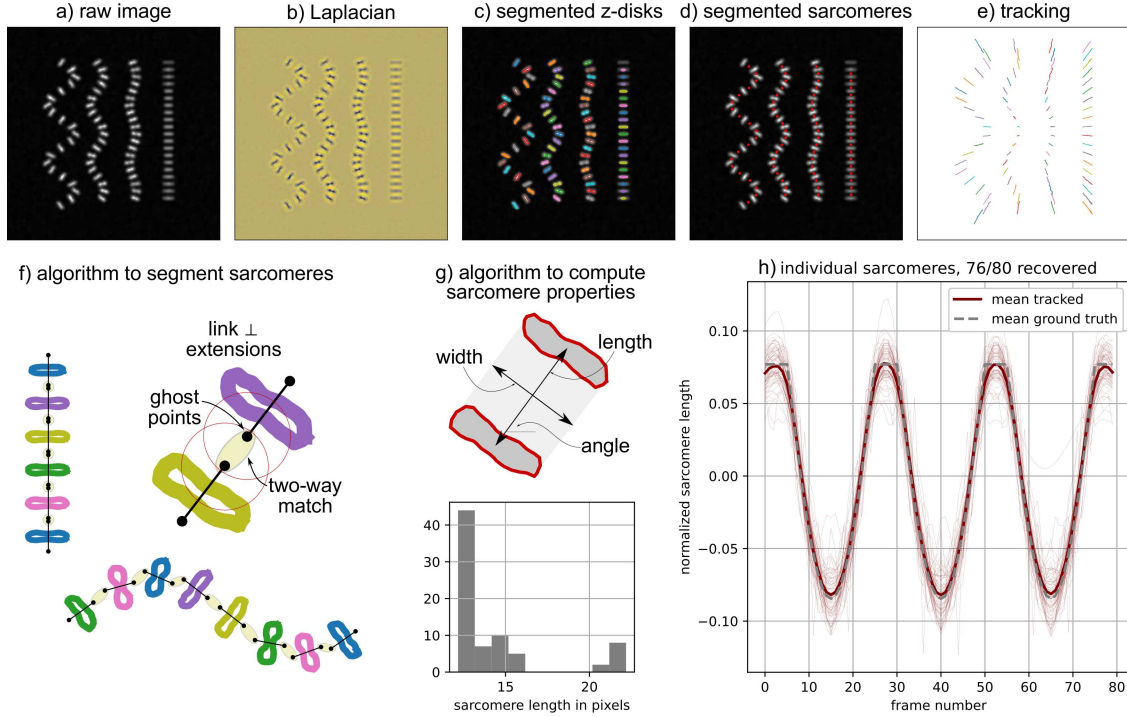 a) raw image
b) Laplacian
c) segmented z-disks
d) segmented sarcomeres
e) tracking
f) algorithm to segment sarcomeres
link ⊥
extensions
ghost
points
two-way
match
g) algorithm to compute
sarcomere properties
width
length
angle
40
30
20
10
0
15
20
sarcomere length in pixels
h) individual sarcomeres, 76/80 recovered
mean tracked
mean ground truth
0.10
0.05
0.00
−0.05
−0.10
normalized sarcomere length
0
10
20
30
40
50
60
70
80
frame number